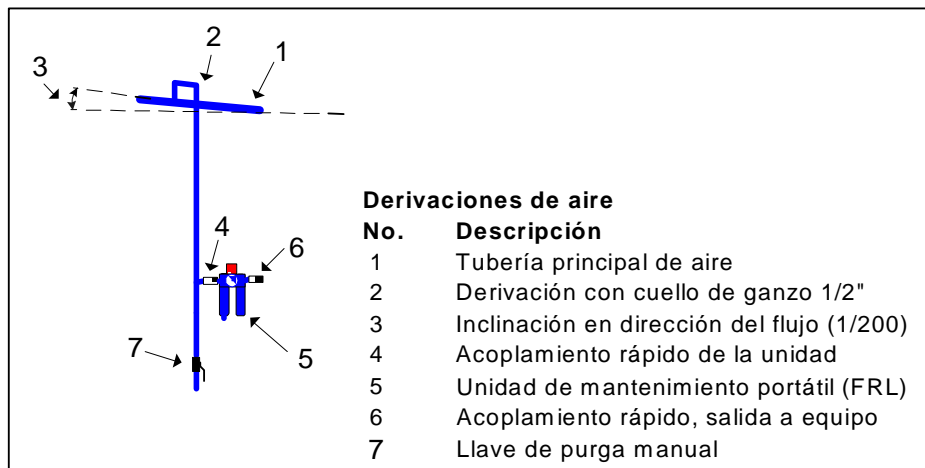 2
1
3
Derivaciones de aire
No. Descripción
1 Tubería principal de aire
2 Derivación con cuello de ganzo 1/2"
3 Inclinación en dirección del flujo (1/200)
4 Acoplamiento rápido de la unidad
5 Unidad de mantenimiento portátil (FRL)
6 Acoplamiento rápido, salida a equipo
7 Llave de purga manual
4
6
7
5